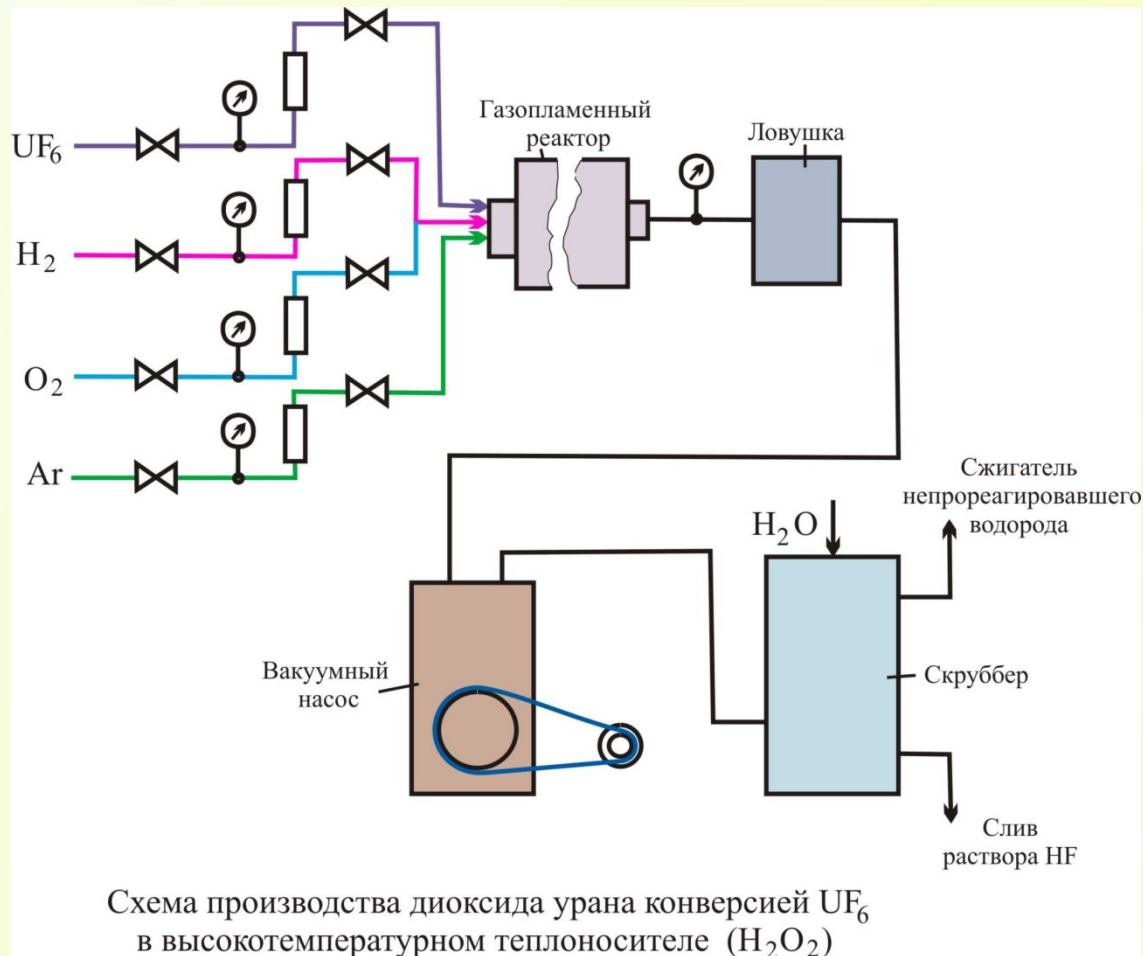 UF₆
H₂
O₂
Ar
Газопламенный
реактор
Ловушка
Сжигатель
непрореагировавшего
водорода
H₂O
Вакуумный
насос
Скруббер
Слив
раствора HF
Схема производства диоксида урана конверсией UF₆
в высокотемпературном теплоносителе (H₂O₂)